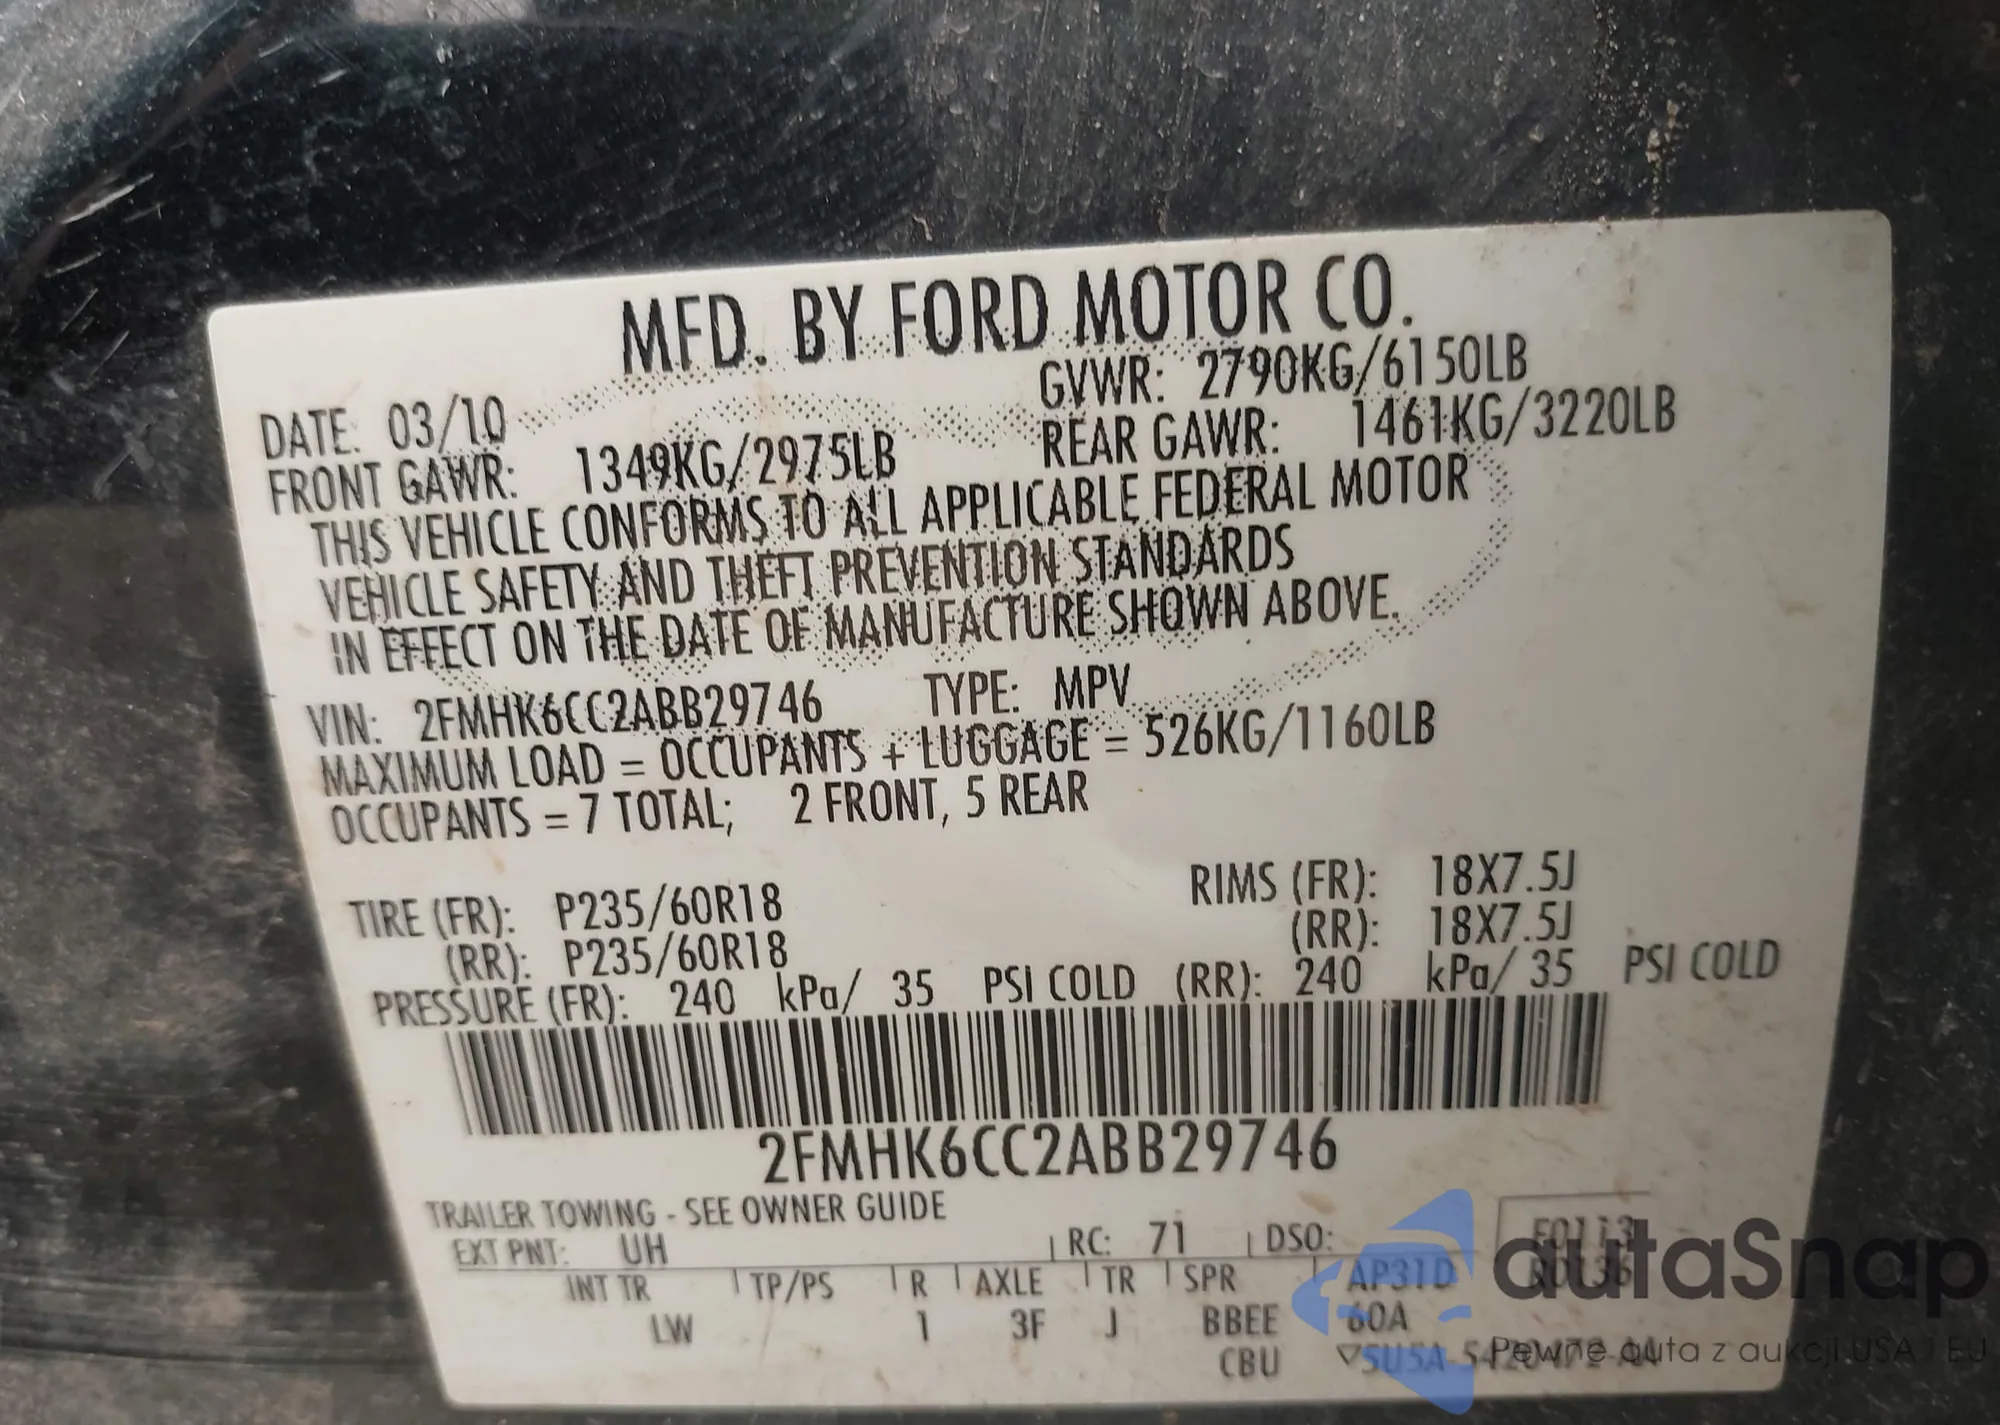 MFD. BY FORD MOTOR CO.
DATE: 03/10 GVWR: 2790KG/6150LB
FRONT GAWR: 1349KG/2975LB REAR GAWR: 1461KG/3220LB
THIS VEHICLE CONFORMS TO ALL APPLICABLE FEDERAL MOTOR
VEHICLE SAFETY AND THEFT PREVENTION STANDARDS
IN EFFECT ON THE DATE OF MANUFACTURE SHOWN ABOVE.
VIN: 2FMHK6CC2ABB29746 TYPE: MPV
MAXIMUM LOAD = OCCUPANTS + LUGGAGE = 526KG/1160LB
OCCUPANTS = 7 TOTAL; 2 FRONT, 5 REAR
TIRE (FR): P235/60R18 RIMS (FR): 18X7.5J
(RR): P235/60R18 (RR): 18X7.5J
PRESSURE (FR): 240 kPa/ 35 PSI COLD (RR): 240 kPa/ 35 PSI COLD
2FMHK6CC2ABB29746
TRAILER TOWING - SEE OWNER GUIDE
EXT PNT: UH RC: 71 DSO: F0113
INT TR TP/PS R AXLE TR SPR AP31D R0136
LW 1 3F J BBEE 60A
CBU
autaSnap
Pewne auta z aukcji USA i EU